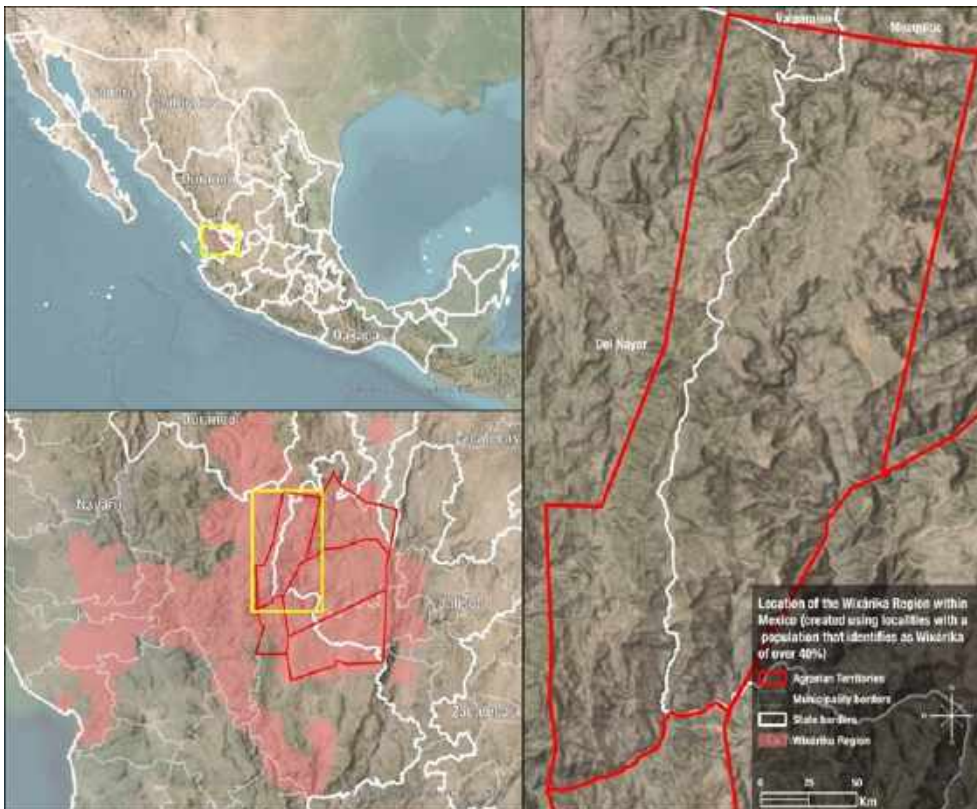 Durango
Oaxaca
Durango
Zacatecas
Nayarit
Jalisco
Zacatecas
Valparaíso
Mezquitic
Del Nayar
Location of the Wixárika Region within
Mexico (created using localities with a
population that identifies as Wixárika
of over 40%)
Agrarian Territories
Municipality borders
State borders
Wixárika Region
0 25 50
Km